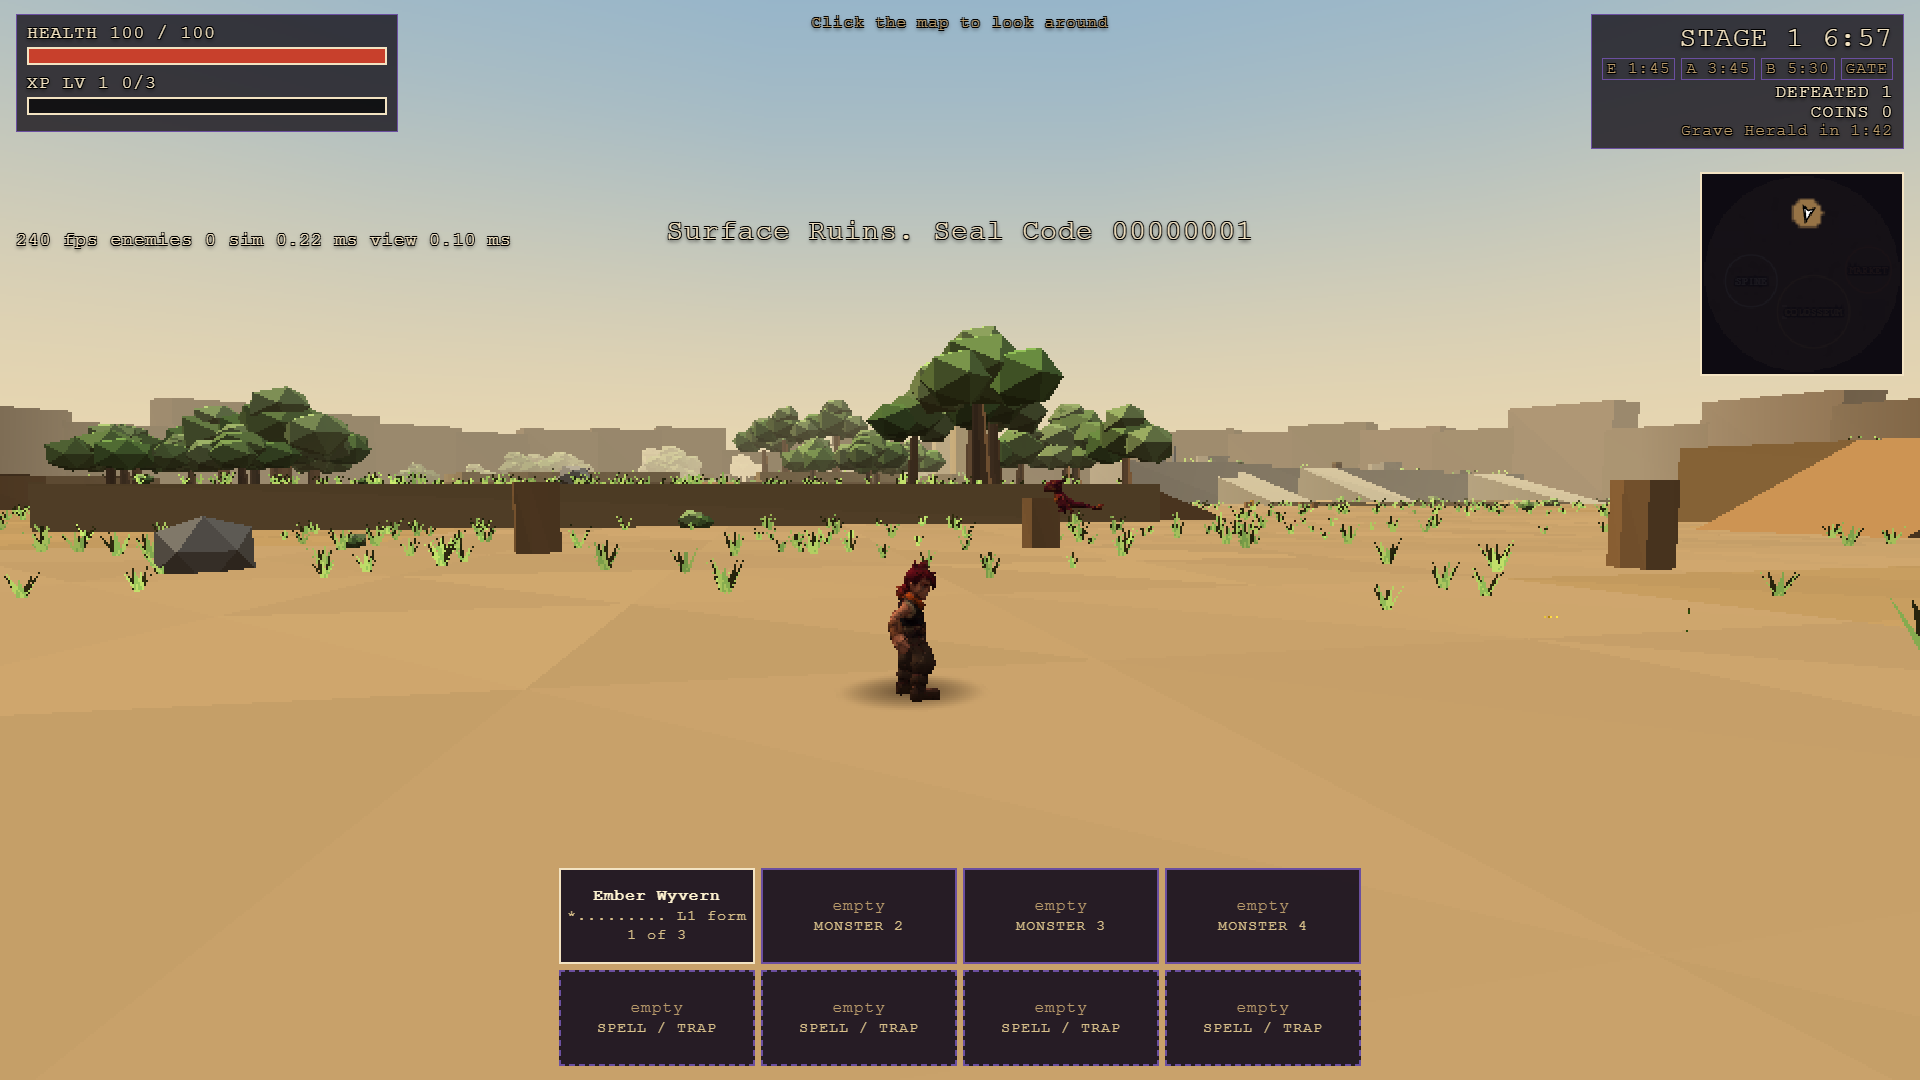 HEALTH 100 / 100
XP LV 1 0/3
Click the map to look around
STAGE 1 6:57
E 1:45 A 3:45 B 5:30 GATE
DEFEATED 1
COINS 0
Grave Herald in 1:42
240 fps enemies 0 sim 0.22 ms view 0.10 ms
Surface Ruins. Seal Code 00000001
Ember Wyvern
*......... L1 form
1 of 3
empty
MONSTER 2
empty
MONSTER 3
empty
MONSTER 4
empty
SPELL / TRAP
empty
SPELL / TRAP
empty
SPELL / TRAP
empty
SPELL / TRAP